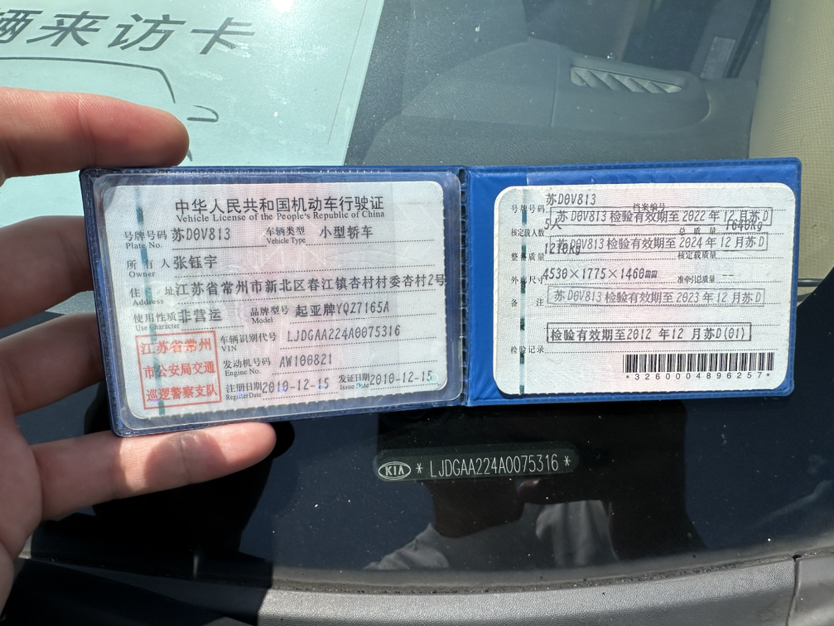 辆来访卡
中华人民共和国机动车行驶证
Vehicle License of the People's Republic of China
号牌号码 苏D0V813 车辆类型 小型轿车
Plate No. Vehicle Type
所有人 张钰宇
Owner
住址 江苏省常州市新北区春江镇杏村村委杏村2号
Address
使用性质 非营运 品牌型号 起亚牌YQZ7165A
Use Character Model
江苏省常州
市公安局交通
巡逻警察支队
车辆识别代号 LJDGAA224A0075316
VIN
发动机号码 AW100821
Engine No.
注册日期 2010-12-15 发证日期 2010-12-15
Register Date Issue Date
苏D0V813
号牌号码 档案编号
苏D0V813 检验有效期至2022年12月苏D
核定载人数 5人 总质量 1640kg
苏D0V813 检验有效期至2024年12月苏D
整备质量 1210kg 核定载质量
外廓尺寸 4530×1775×1460mm 准牵引总质量 --
备注 苏D0V813 检验有效期至2023年12月苏D
检验有效期至2012年12月苏D(01)
检验记录
*3260004896257*
KIA * LJDGAA224A0075316 *